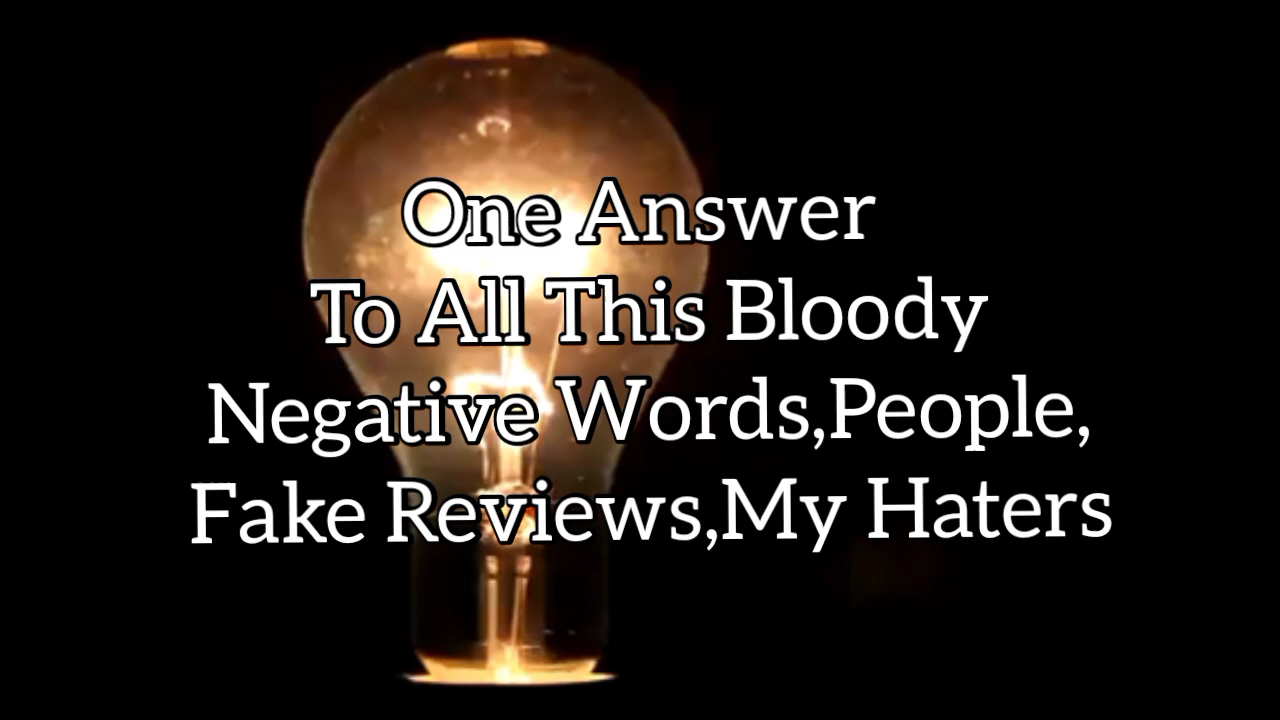 One Answer
To All This Bloody
Negative Words,People,
Fake Reviews,My Haters